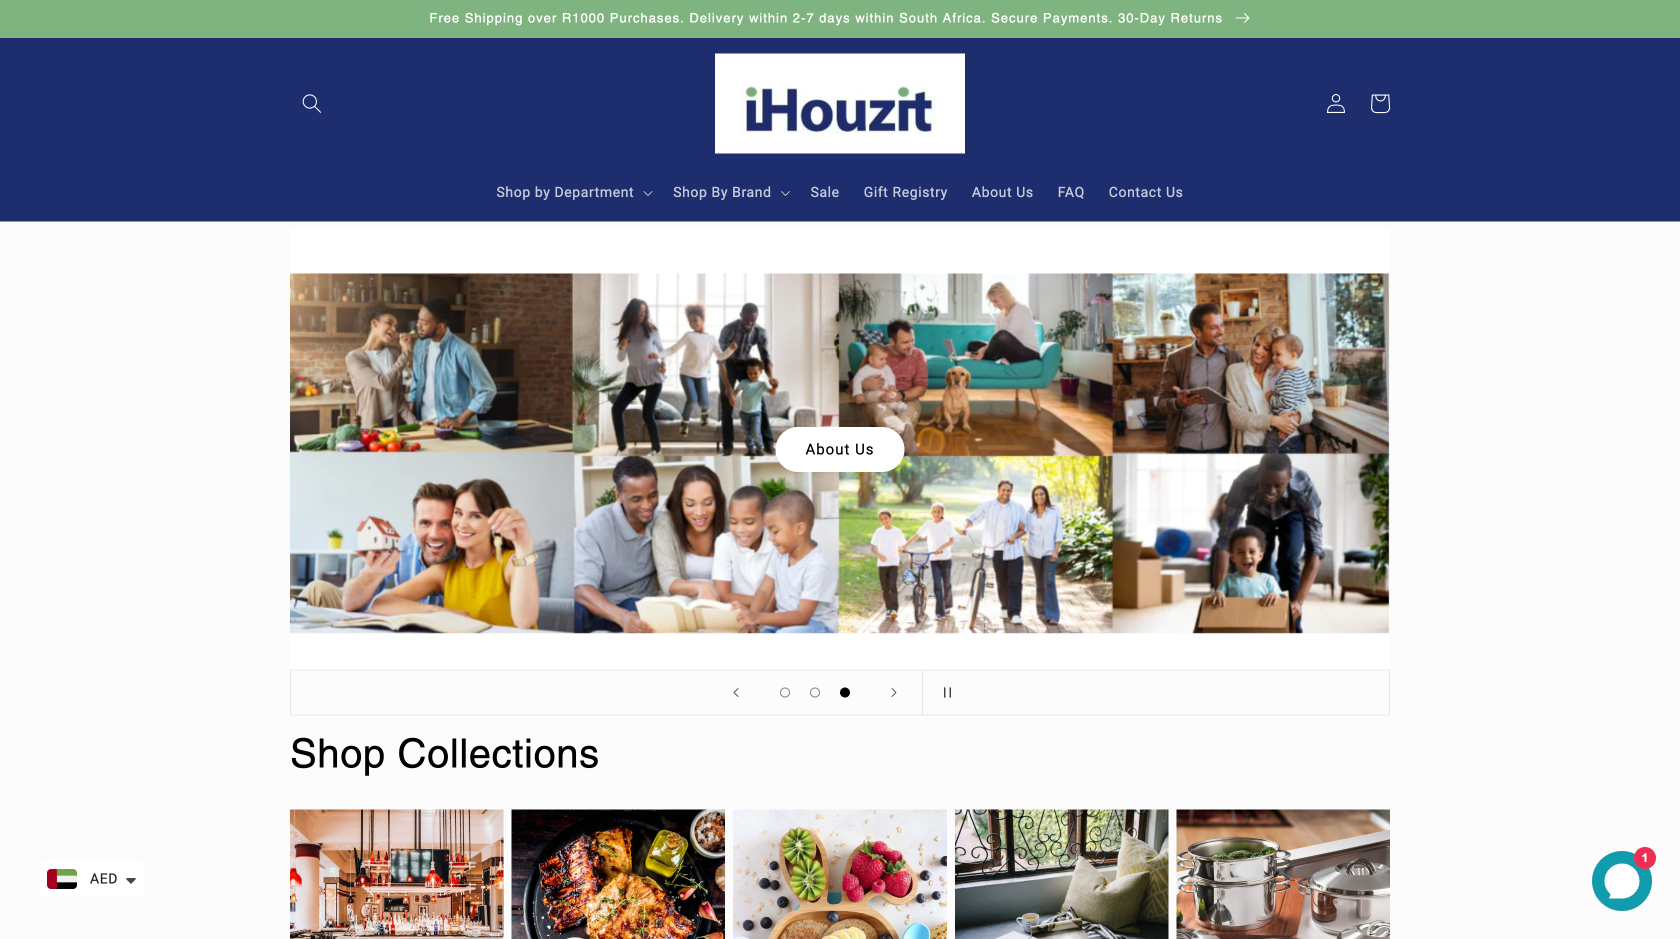 Free Shipping over R1000 Purchases. Delivery within 2-7 days within South Africa. Secure Payments. 30-Day Returns →
iHouzit
Shop by Department
Shop By Brand
Sale
Gift Registry
About Us
FAQ
Contact Us
About Us
Shop Collections
AED
1